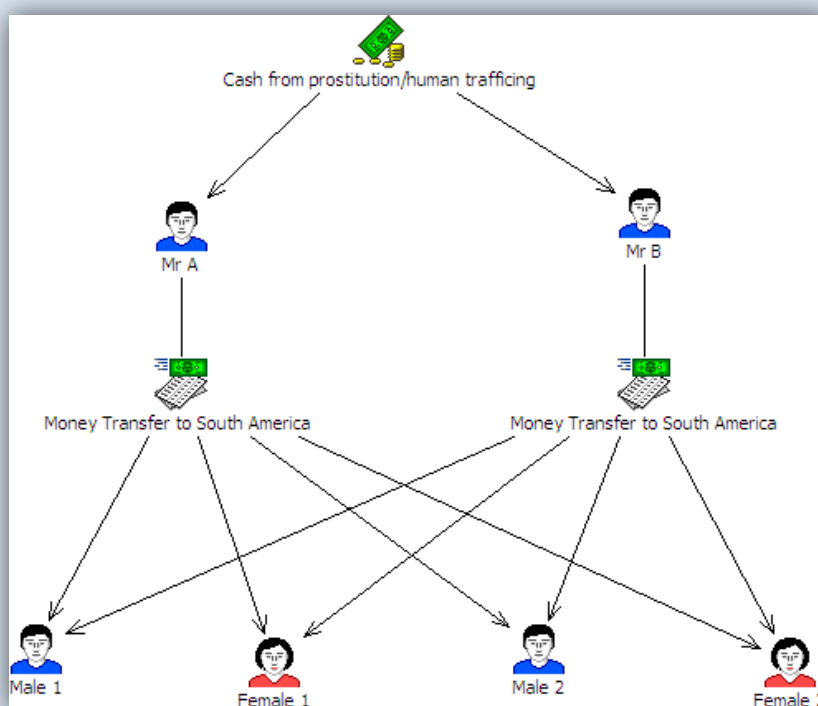 Cash from prostitution/human trafficing
Mr A
Mr B
Money Transfer to South America
Money Transfer to South America
Male 1
Female 1
Male 2
Female